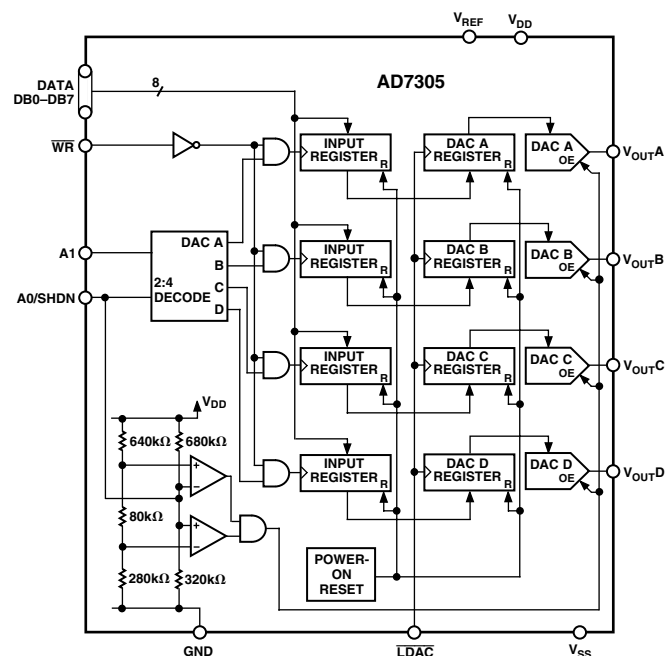 VREF
VDD
AD7305
DATA
DB0–DB7
8
WR
INPUT
REGISTER
R
DAC A
REGISTER
R
DAC A
OE
VOUTA
A1
A0/SHDN
2:4
DECODE
DAC A
B
C
D
INPUT
REGISTER
R
DAC B
REGISTER
R
DAC B
OE
VOUTB
INPUT
REGISTER
R
DAC C
REGISTER
R
DAC C
OE
VOUTC
VDD
640kΩ
680kΩ
+
−
80kΩ
+
−
280kΩ
320kΩ
INPUT
REGISTER
R
DAC D
REGISTER
R
DAC D
OE
VOUTD
POWER-
ON
RESET
GND
LDAC
VSS